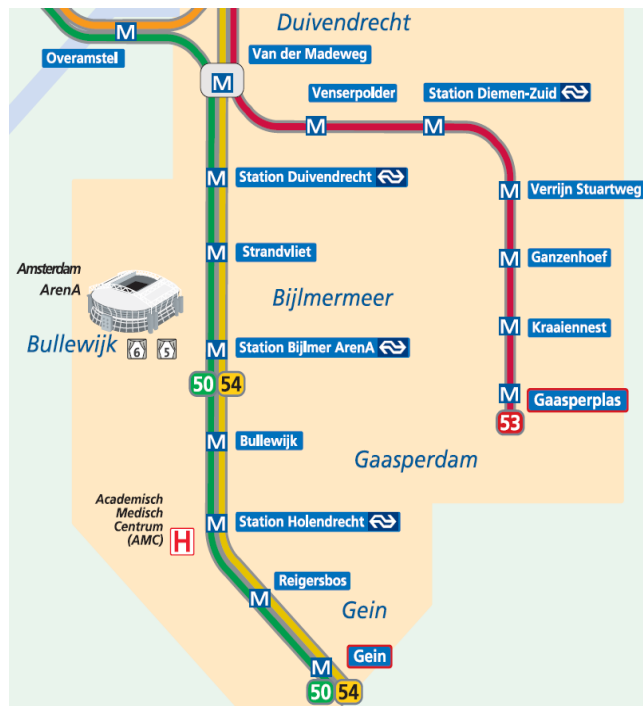 Duivendrecht
M
Overamstel
Van der Madeweg
M
Venserpolder
Station Diemen-Zuid
M
M
M
Station Duivendrecht
M
Verrijn Stuartweg
M
Strandvliet
M
Ganzenhoef
Amsterdam
ArenA
Bijlmermeer
M
Kraaiennest
Bullewijk
6
5
M
Station Bijlmer ArenA
50
54
M
Gaasperplas
53
M
Bullewijk
Gaasperdam
Academisch
Medisch
Centrum
(AMC)
H
M
Station Holendrecht
Reigersbos
M
Gein
Gein
M
50
54